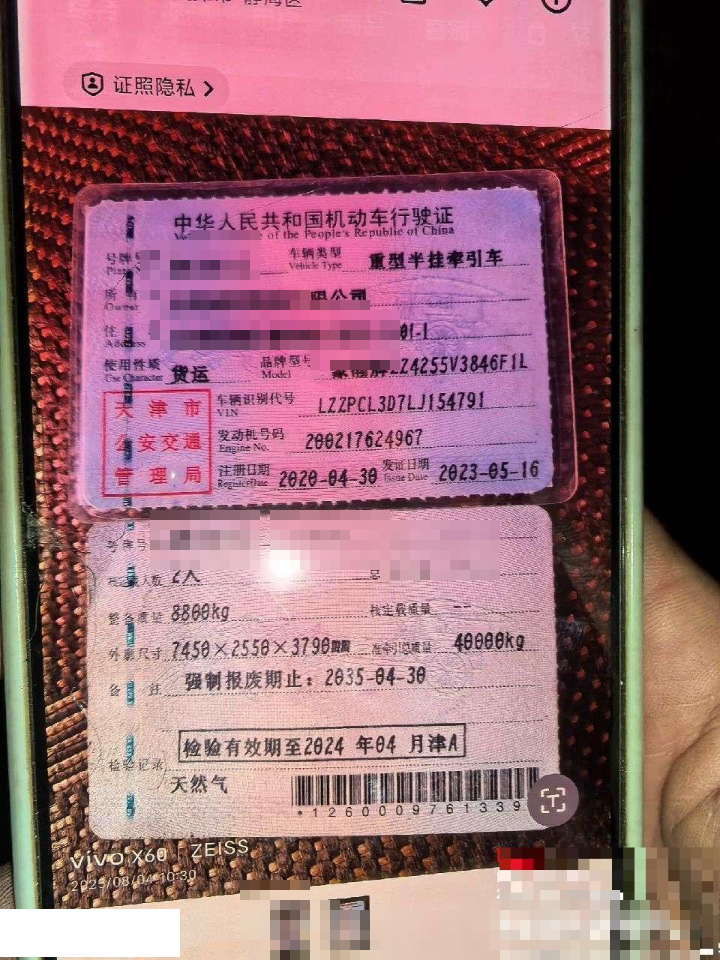 证照隐私 >
中华人民共和国机动车行驶证
of the People's Republic of China
车辆类型 重型半挂牵引车
Vehicle Type
限公司
Owner
01-1
Address
使用性质 货运 品牌型号 Z4255V3846F1L
Use Character Model
天津市
公安交通
管理局
车辆识别代号 LZZPCL3D7LJ154791
VIN
发动机号码 200217624967
Engine No.
注册日期 2020-04-30 发证日期 2023-05-16
Register Date Issue Date
号牌号
2人 总
整备质量 8800kg 核定载质量 --
外廓尺寸 7450×2550×3790 准牵引总质量 40000kg
备注 强制报废期止：2035-04-30
检验有效期至2024 年04 月津A
检验记录
天然气
*1260009761339
vivo X60 | ZEISS
2025/08/04 10:30